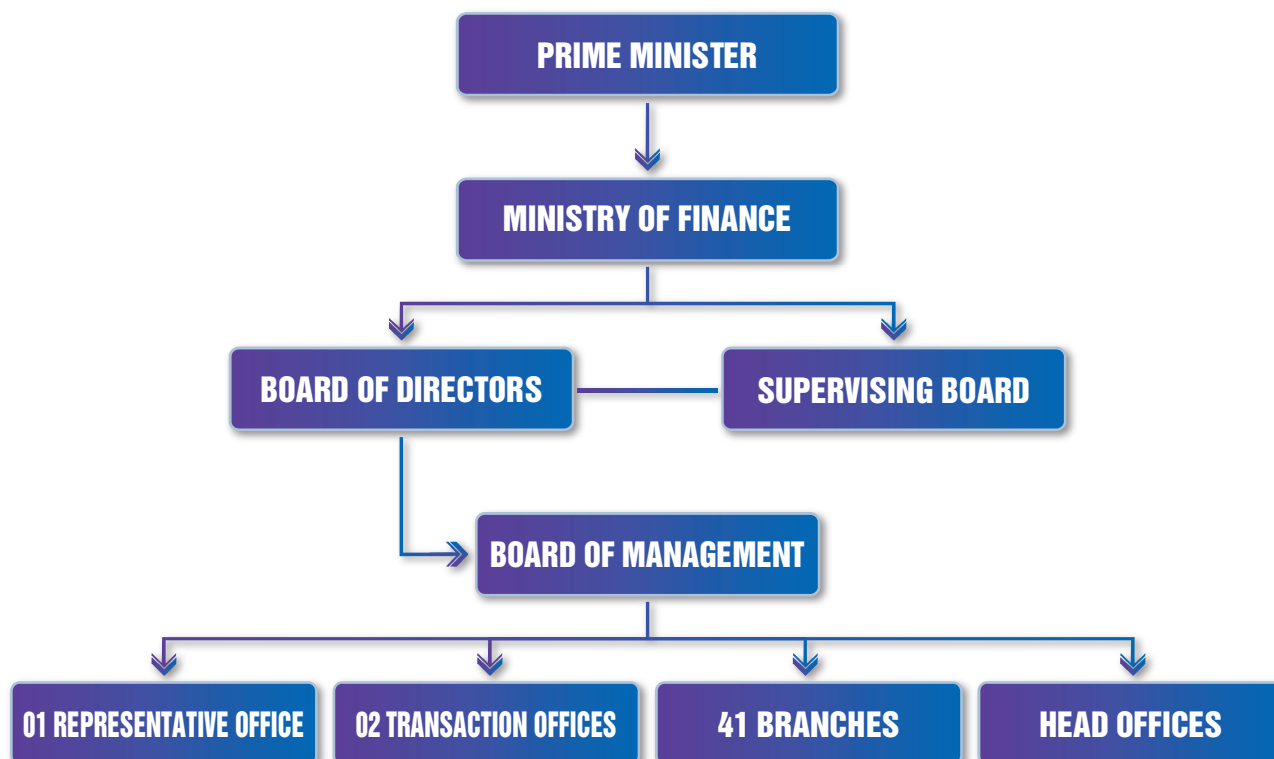 PRIME MINISTER
MINISTRY OF FINANCE
BOARD OF DIRECTORS
SUPERVISING BOARD
BOARD OF MANAGEMENT
01 REPRESENTATIVE OFFICE
02 TRANSACTION OFFICES
41 BRANCHES
HEAD OFFICES